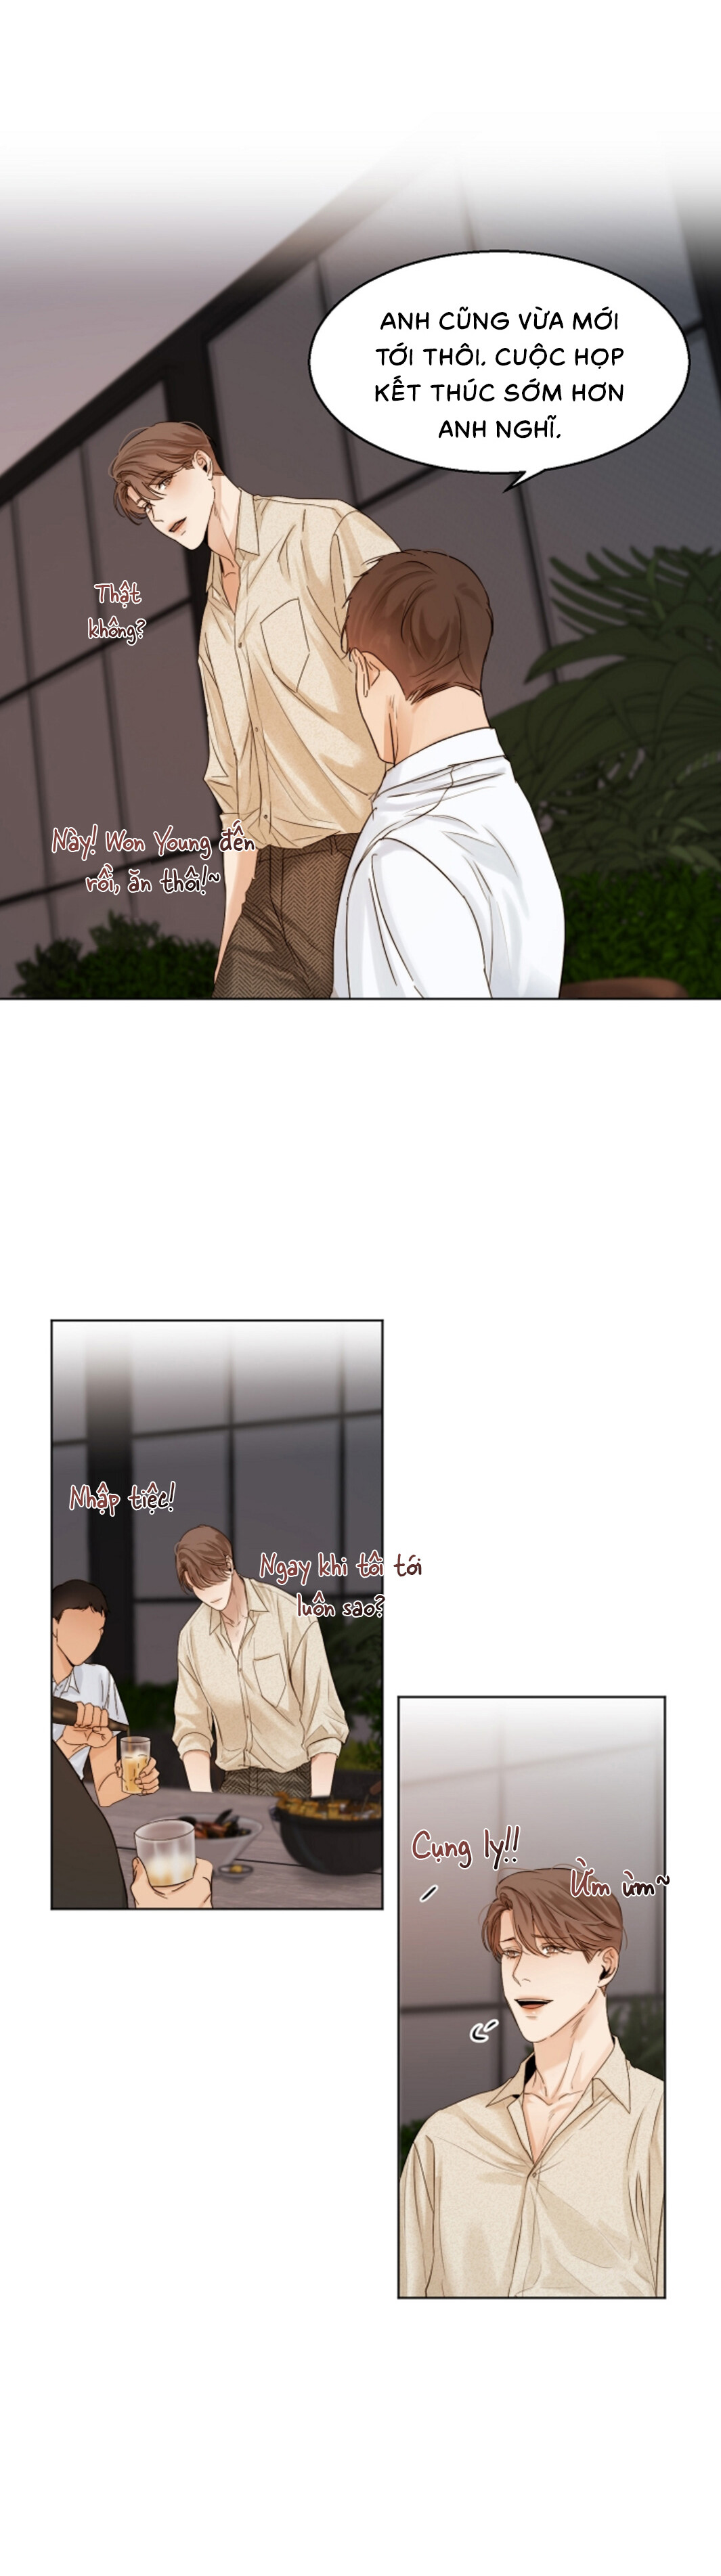 ANH CŨNG VỪA MỚI
TỚI THÔI. CUỘC HỌP
KẾT THÚC SỚM HƠN
ANH NGHĨ.
Thật
không?
Này! Won Young đến
rồi, ăn thôi!~
Nhập tiệc!
Ngay khi tôi tới
luôn sao?
Cụng ly!!
Ừm ừm~